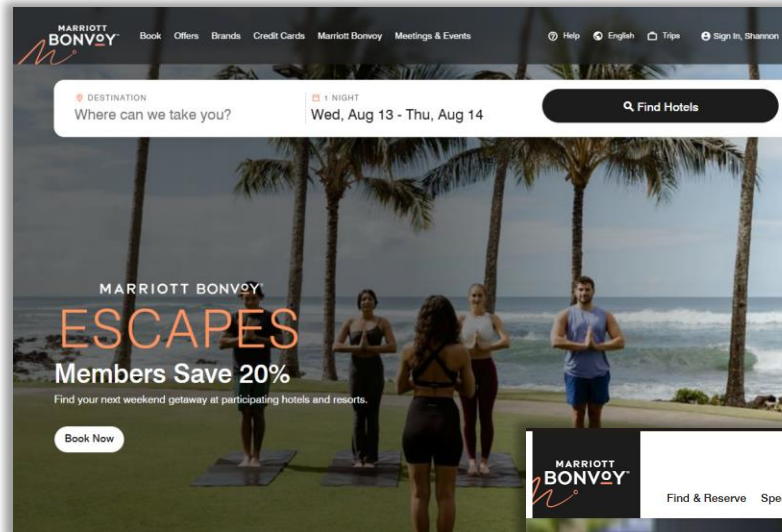 MARRIOTT
BONVOY
Book Offers Brands Credit Cards Marriott Bonvoy Meetings & Events Help English Trips Sign In, Shannon
DESTINATION
Where can we take you?
1 NIGHT
Wed, Aug 13 - Thu, Aug 14
Find Hotels
MARRIOTT BONVOY
ESCAPES
Members Save 20%
Find your next weekend getaway at participating hotels and resorts.
Book Now
MARRIOTT
BONVOY
Find & Reserve